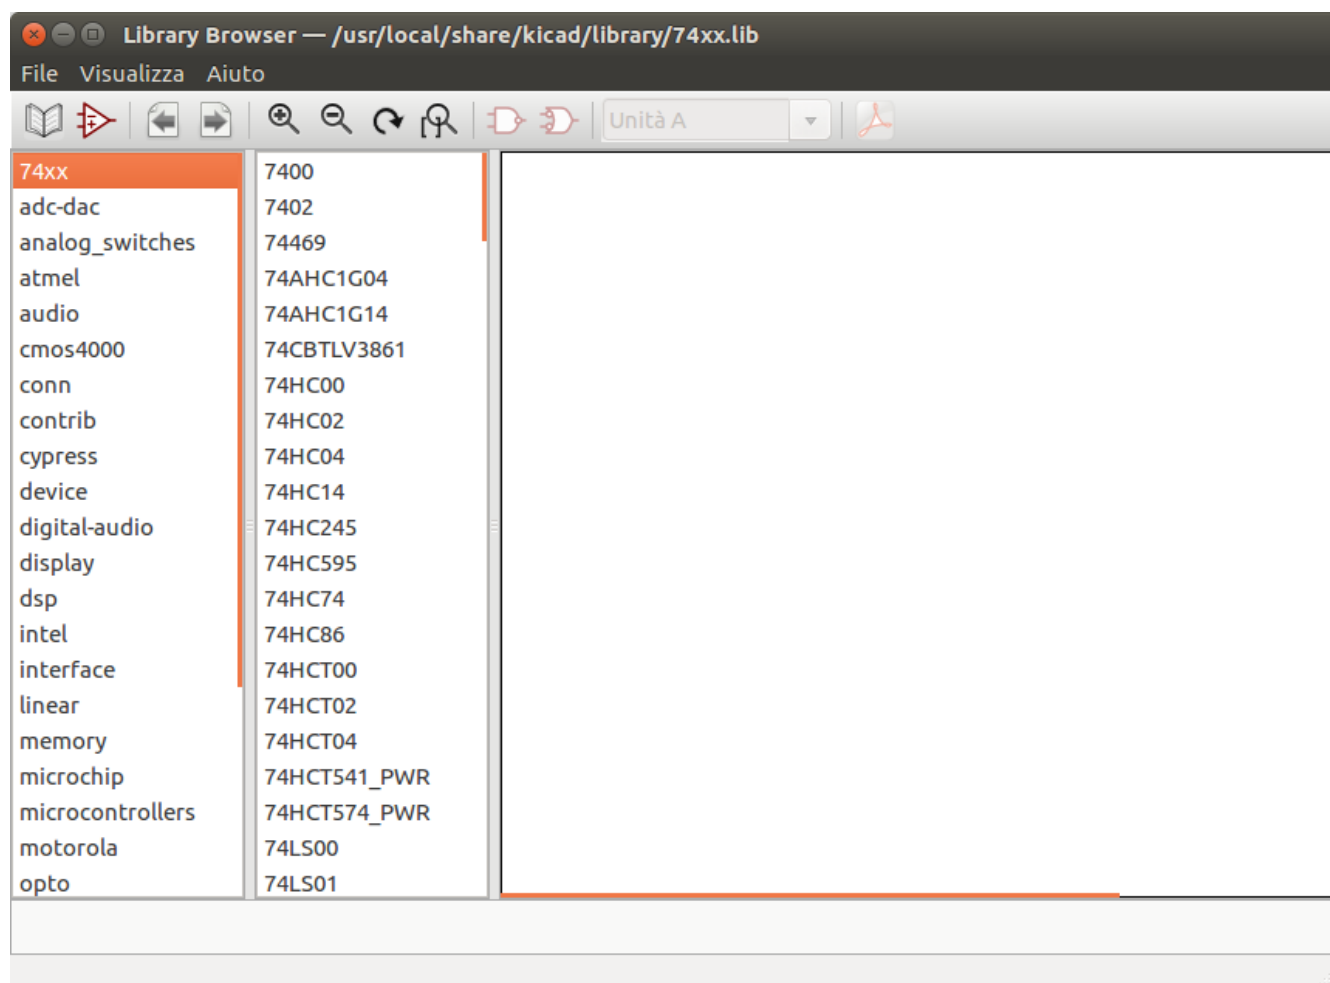 Library Browser — /usr/local/share/kicad/library/74xx.lib
File Visualizza Aiuto
Unità A
74xx
adc-dac
analog_switches
atmel
audio
cmos4000
conn
contrib
cypress
device
digital-audio
display
dsp
intel
interface
linear
memory
microchip
microcontrollers
motorola
opto
7400
7402
74469
74AHC1G04
74AHC1G14
74CBTLV3861
74HC00
74HC02
74HC04
74HC14
74HC245
74HC595
74HC74
74HC86
74HCT00
74HCT02
74HCT04
74HCT541_PWR
74HCT574_PWR
74LS00
74LS01